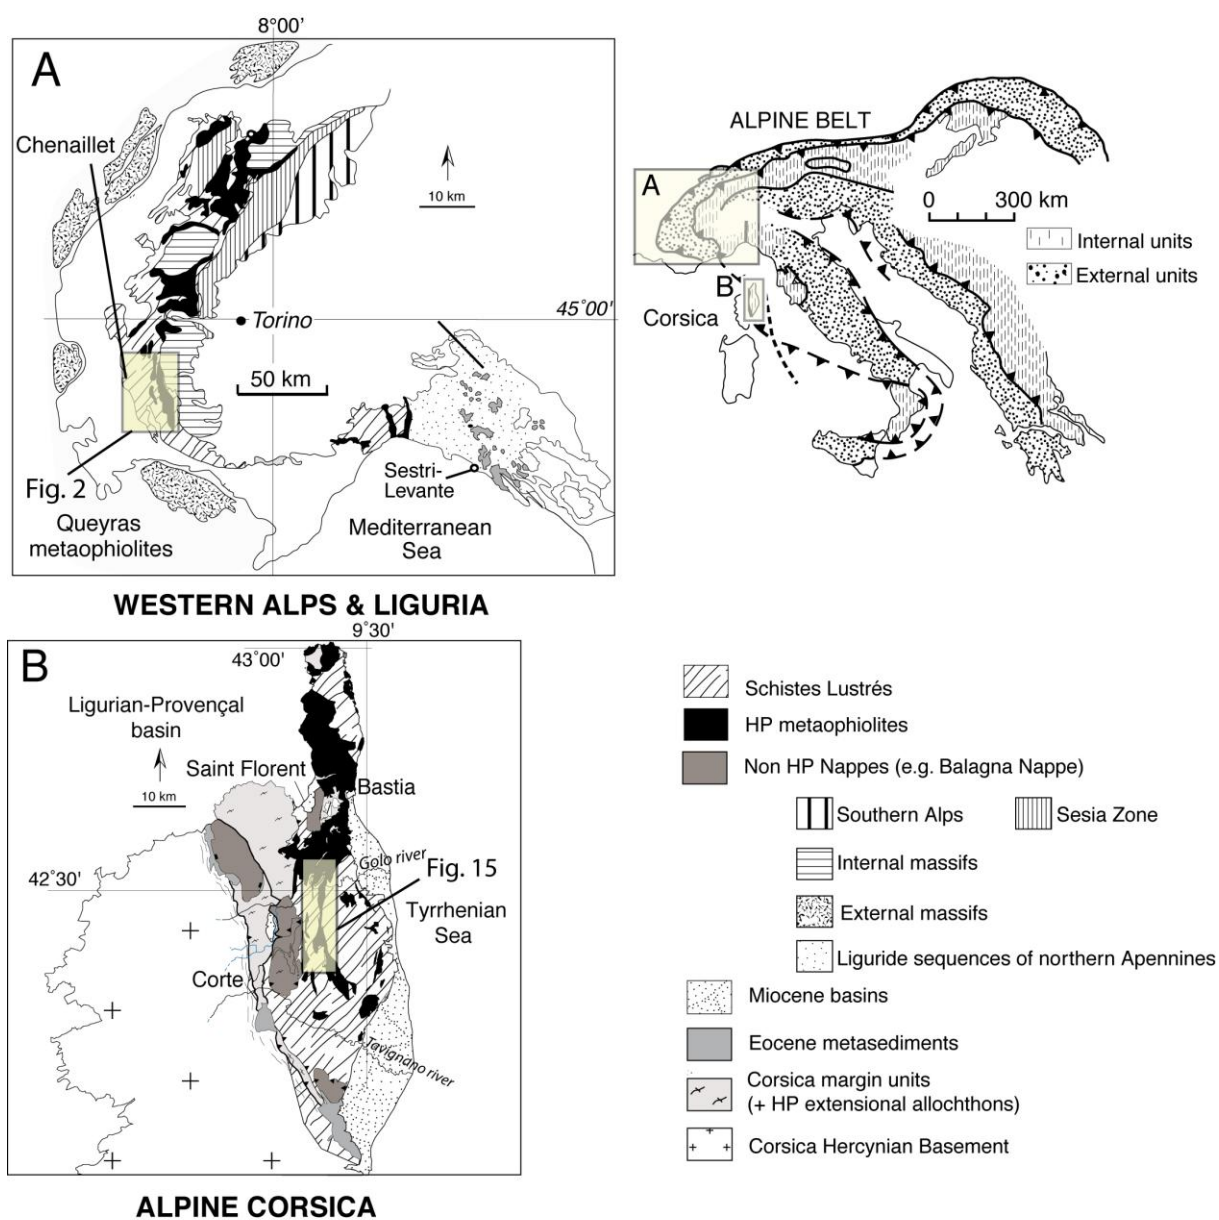 8°00'
A
Chenaillet
10 km
45°00'
Torino
50 km
Fig. 2
Sestri-
Levante
Queyras
metaophiolites
Mediterranean
Sea
WESTERN ALPS & LIGURIA
ALPINE BELT
A
0 300 km
Internal units
External units
B
Corsica
9°30'
B
43°00'
Ligurian-Provençal
basin
10 km
Saint Florent
Bastia
Golo river
Fig. 15
42°30'
Tyrrhenian
Sea
Corte
Tavignano river
ALPINE CORSICA
Schistes Lustrés
HP metaophiolites
Non HP Nappes (e.g. Balagna Nappe)
Southern Alps
Sesia Zone
Internal massifs
External massifs
Liguride sequences of northern Apennines
Miocene basins
Eocene metasediments
Corsica margin units
(+ HP extensional allochthons)
Corsica Hercynian Basement